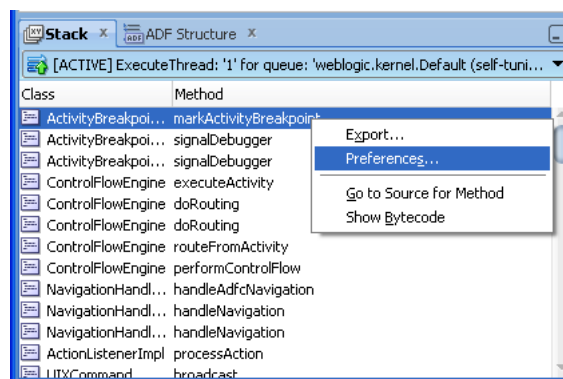 Stack x ADF Structure x
[ACTIVE] ExecuteThread: '1' for queue: 'weblogic.kernel.Default (self-tuni...
Class Method
ActivityBreakpoi... markActivityBreakpoint
ActivityBreakpoi... signalDebugger
ActivityBreakpoi... signalDebugger
ControlFlowEngine executeActivity
ControlFlowEngine doRouting
ControlFlowEngine doRouting
ControlFlowEngine routeFromActivity
ControlFlowEngine performControlFlow
NavigationHandl... handleAdfcNavigation
NavigationHandl... handleNavigation
NavigationHandl... handleNavigation
ActionListenerImpl processAction
UIXCommand broadcast
Export...
Preferences...
Go to Source for Method
Show Bytecode